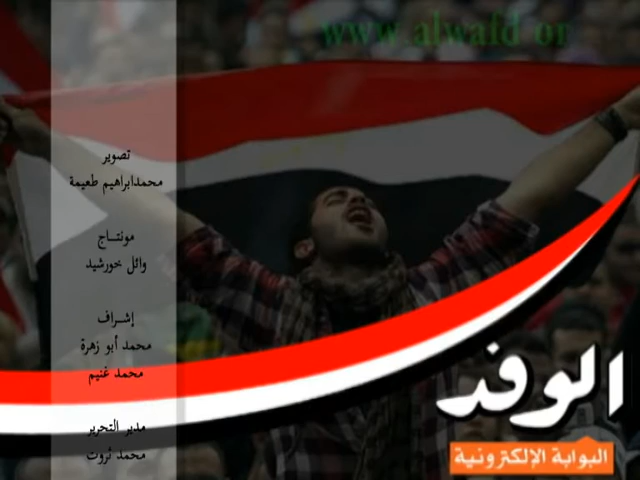 www.alwafd.or
تصوير
محمدابراهيم طعيمة
مونتاج
وائل خورشيد
إشراف
محمد أبو زهرة
محمد غنيم
مدير التحرير
محمد ثروت
الوفد
البوابة الإلكترونية